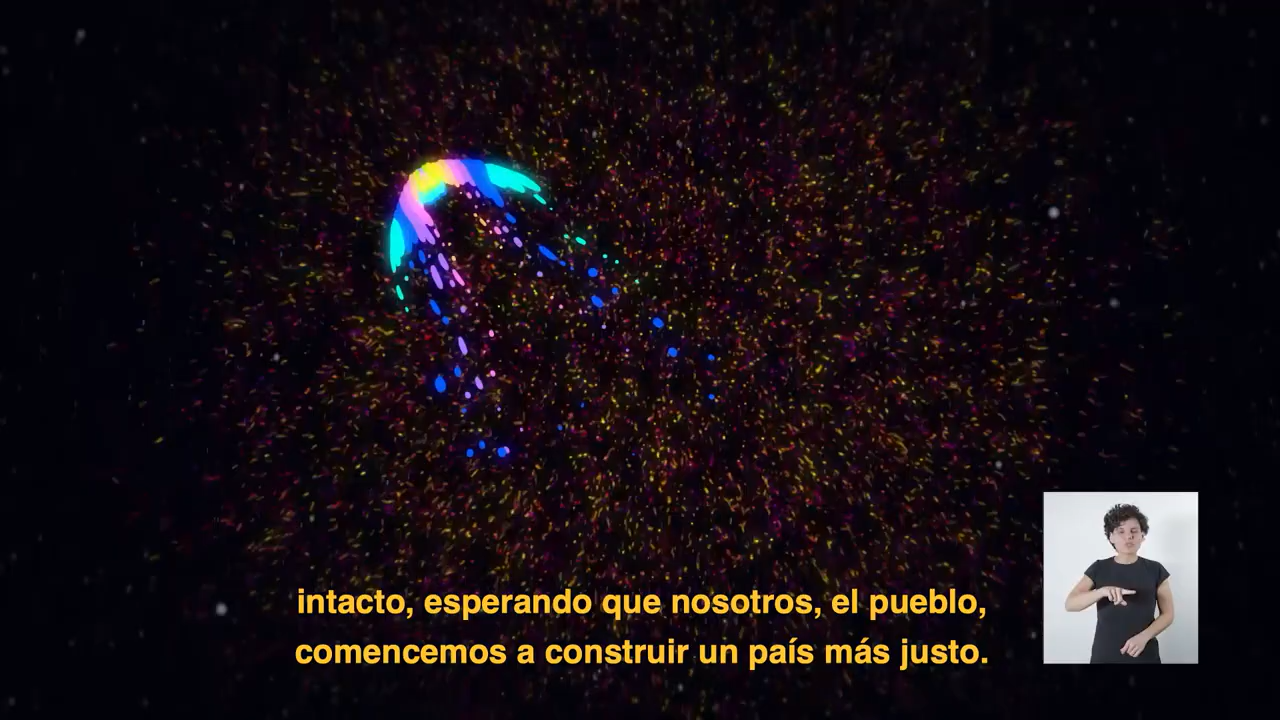 intacto, esperando que nosotros, el pueblo,
comencemos a construir un país más justo.